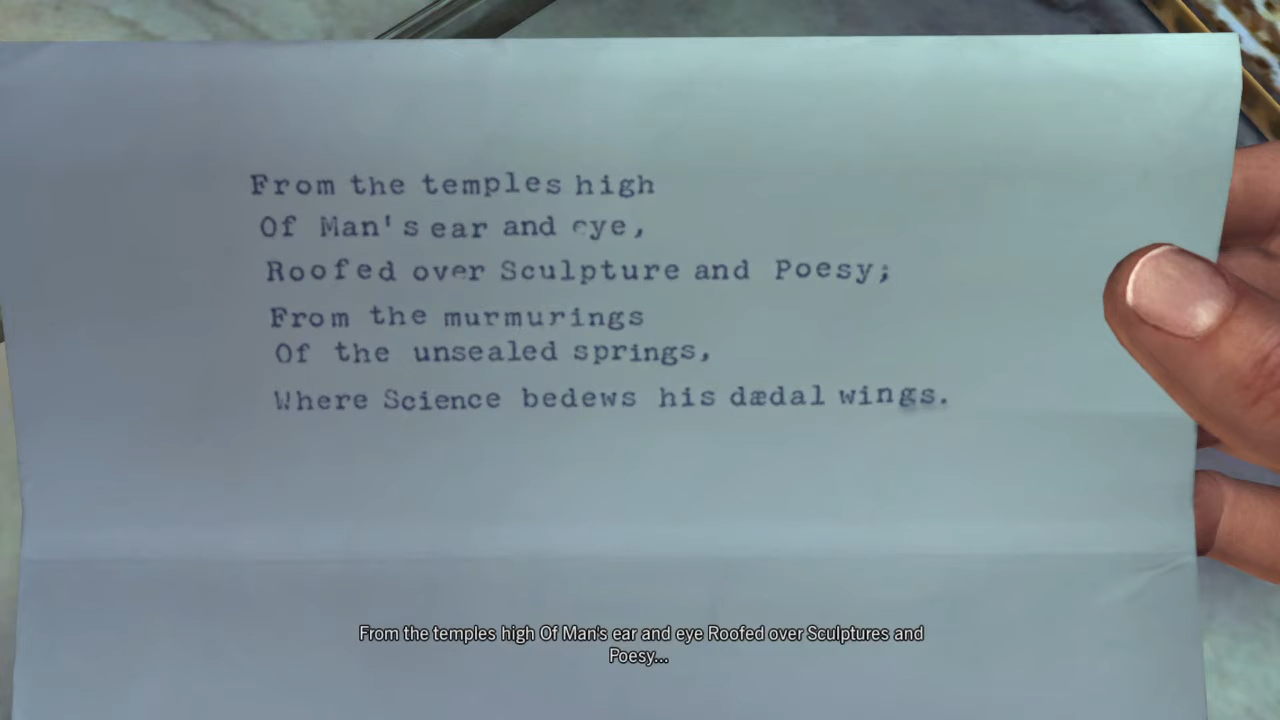 From the temples high
Of Man's ear and eye,
Roofed over Sculpture and Poesy;
From the murmurings
Of the unsealed springs,
Where Science bedews his dædal wings.
From the temples high Of Man's ear and eye Roofed over Sculptures and
Poesy...